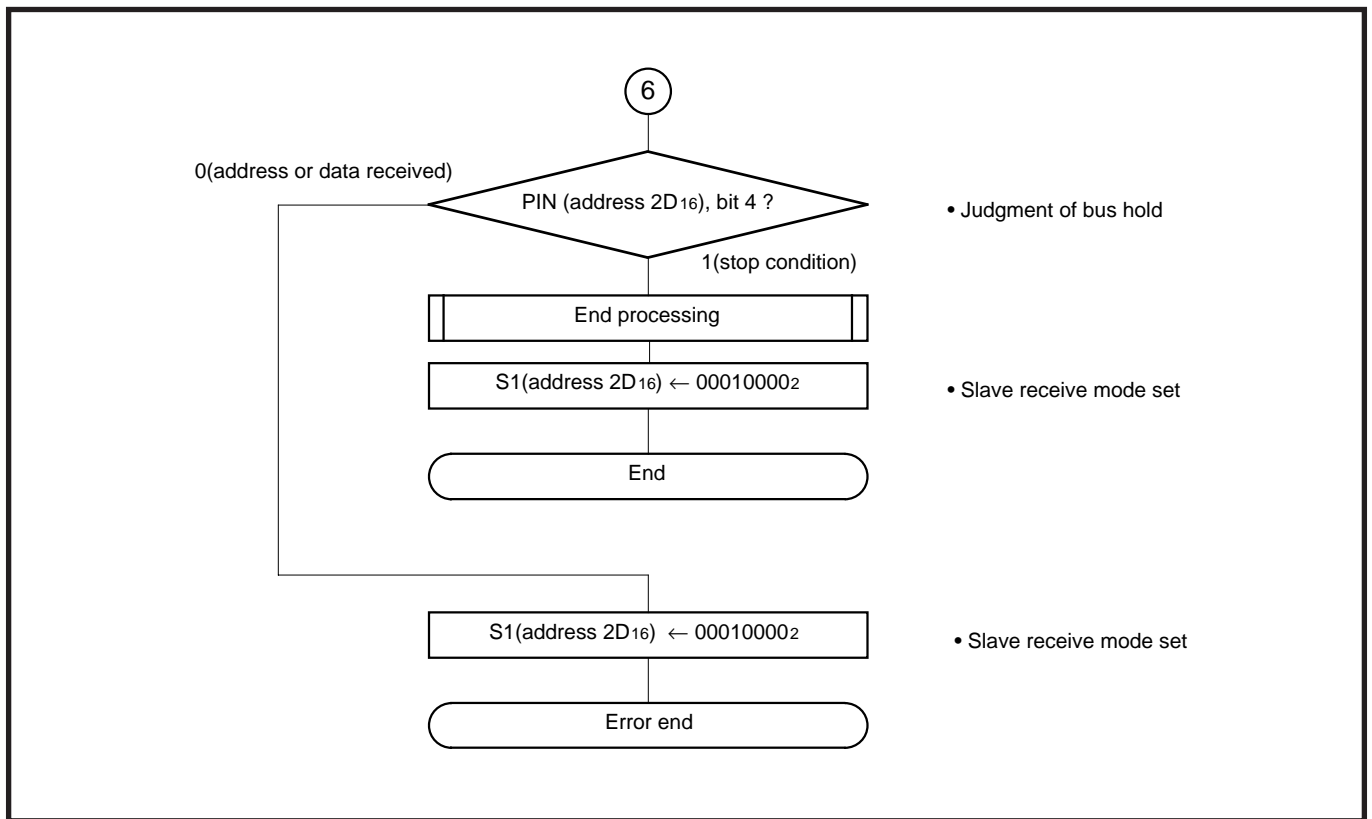 6
0(address or data received)
PIN (address 2D16), bit 4 ?
• Judgment of bus hold
1(stop condition)
End processing
S1(address 2D16) ← 000100002
• Slave receive mode set
End
S1(address 2D16) ← 000100002
• Slave receive mode set
Error end